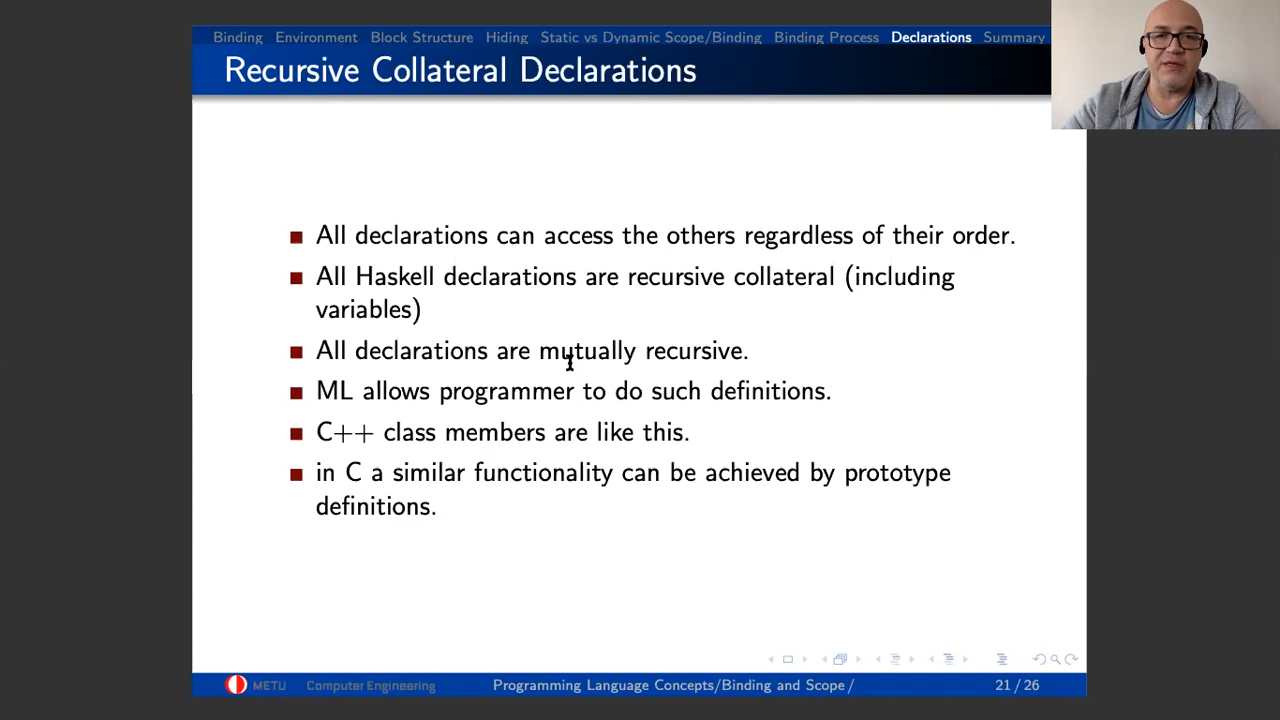 Binding Environment Block Structure Hiding Static vs Dynamic Scope/Binding Binding Process Declarations Summary
Recursive Collateral Declarations
All declarations can access the others regardless of their order.
All Haskell declarations are recursive collateral (including
variables)
All declarations are mutually recursive.
ML allows programmer to do such definitions.
C++ class members are like this.
in C a similar functionality can be achieved by prototype
definitions.
METU Computer Engineering Programming Language Concepts/Binding and Scope / 21 / 26